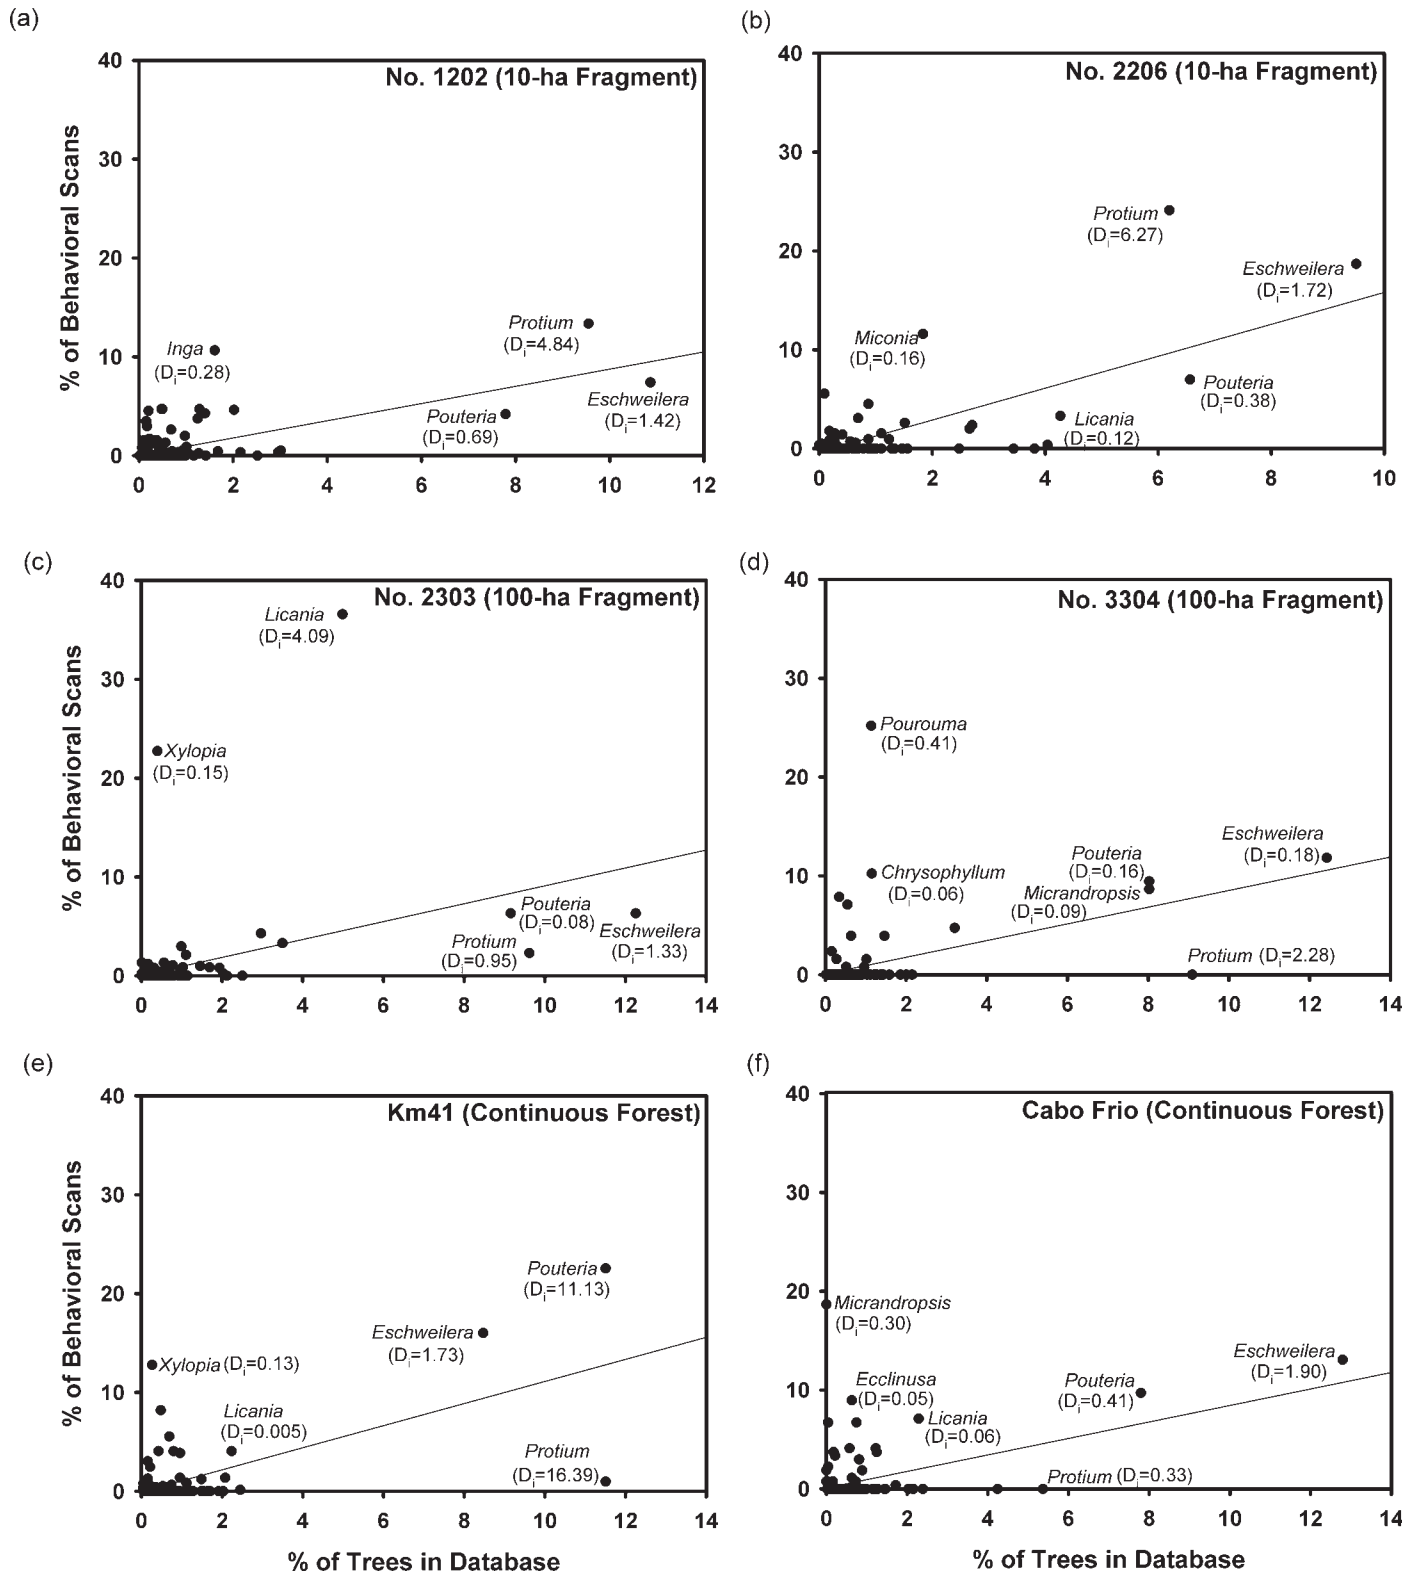 (a)
No. 1202 (10-ha Fragment)
% of Behavioral Scans
40
30
20
10
0
Inga
(Di=0.28)
Protium
(Di=4.84)
Pouteria
(Di=0.69)
Eschweilera
(Di=1.42)
0 2 4 6 8 10 12
(b)
No. 2206 (10-ha Fragment)
40
30
20
10
0
Protium
(Di=6.27)
Eschweilera
(Di=1.72)
Miconia
(Di=0.16)
Pouteria
(Di=0.38)
Licania
(Di=0.12)
0 2 4 6 8 10
(c)
No. 2303 (100-ha Fragment)
% of Behavioral Scans
40
30
20
10
0
Licania
(Di=4.09)
Xylopia
(Di=0.15)
Pouteria
(Di=0.08)
Protium
(Di=0.95)
Eschweilera
(Di=1.33)
0 2 4 6 8 10 12 14
(d)
No. 3304 (100-ha Fragment)
40
30
20
10
0
Pourouma
(Di=0.41)
Chrysophyllum
(Di=0.06)
Pouteria
(Di=0.16)
Micrandropsis
(Di=0.09)
Eschweilera
(Di=0.18)
Protium (Di=2.28)
0 2 4 6 8 10 12 14
(e)
Km41 (Continuous Forest)
% of Behavioral Scans
40
30
20
10
0
Pouteria
(Di=11.13)
Eschweilera
(Di=1.73)
Xylopia (Di=0.13)
Licania
(Di=0.005)
Protium
(Di=16.39)
0 2 4 6 8 10 12 14
% of Trees in Database
(f)
Cabo Frio (Continuous Forest)
40
30
20
10
0
Micrandropsis
(Di=0.30)
Ecclinusa
(Di=0.05)
Licania
(Di=0.06)
Pouteria
(Di=0.41)
Eschweilera
(Di=1.90)
Protium (Di=0.33)
0 2 4 6 8 10 12 14
% of Trees in Database